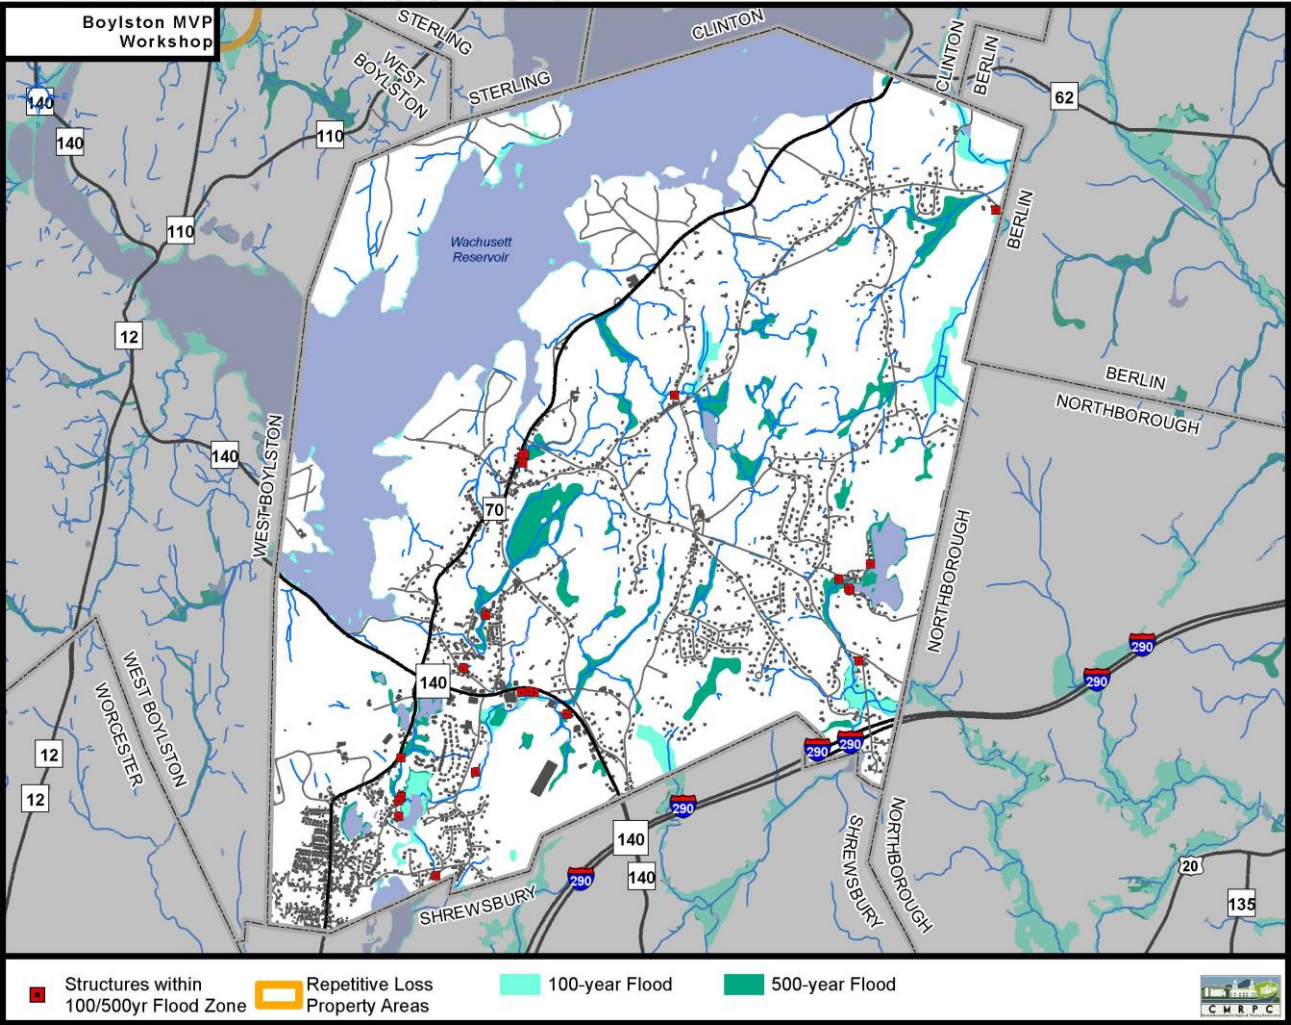 Boylston MVP
Workshop
STERLING
CLINTON
WEST
BOYLSTON
STERLING
CLINTON
BERLIN
W
E
S
140
62
140
110
110
BERLIN
Wachusett
Reservoir
12
BERLIN
NORTHBOROUGH
140
WEST BOYLSTON
70
NORTHBOROUGH
290
290
WEST BOYLSTON
WORCESTER
140
290
290
12
12
290
140
140
290
SHREWSBURY
SHREWSBURY
NORTHBOROUGH
20
135
Structures within
100/500yr Flood Zone
Repetitive Loss
Property Areas
100-year Flood
500-year Flood
CMRPC